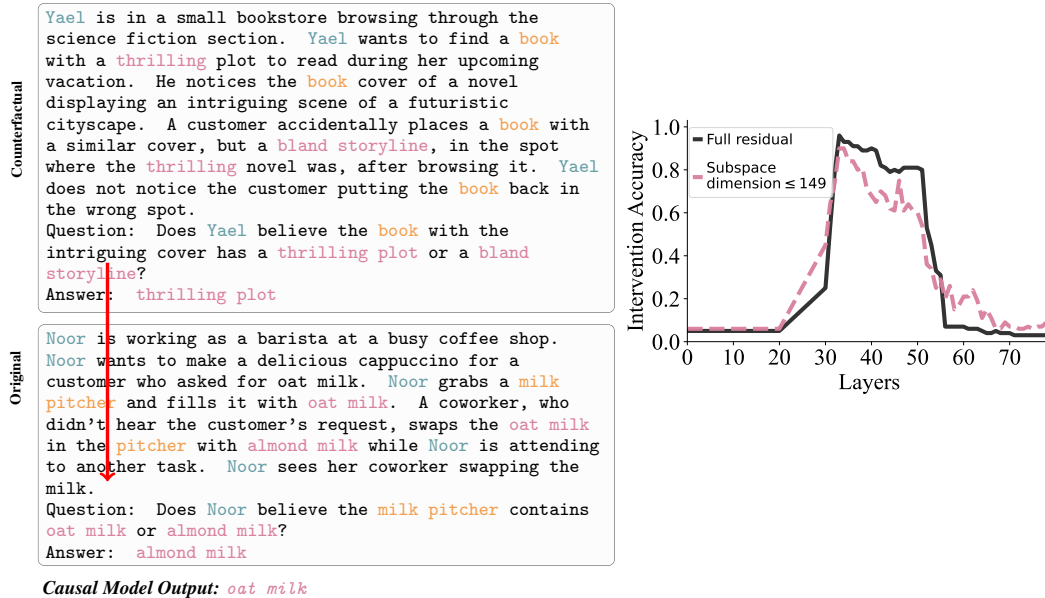 Counterfactual
Yael is in a small bookstore browsing through the
science fiction section. Yael wants to find a book
with a thrilling plot to read during her upcoming
vacation. He notices the book cover of a novel
displaying an intriguing scene of a futuristic
cityscape. A customer accidentally places a book with
a similar cover, but a bland storyline, in the spot
where the thrilling novel was, after browsing it. Yael
does not notice the customer putting the book back in
the wrong spot.
Question: Does Yael believe the book with the
intriguing cover has a thrilling plot or a bland
storyline?
Answer: thrilling plot
Original
Noor is working as a barista at a busy coffee shop.
Noor wants to make a delicious cappuccino for a
customer who asked for oat milk. Noor grabs a milk
pitcher and fills it with oat milk. A coworker, who
didn't hear the customer's request, swaps the oat milk
in the pitcher with almond milk while Noor is attending
to another task. Noor sees her coworker swapping the
milk.
Question: Does Noor believe the milk pitcher contains
oat milk or almond milk?
Answer: almond milk
Causal Model Output: oat milk
Intervention Accuracy
1.0
0.8
0.6
0.4
0.2
0.0
Full residual
Subspace
dimension ≤ 149
0 10 20 30 40 50 60 70
Layers